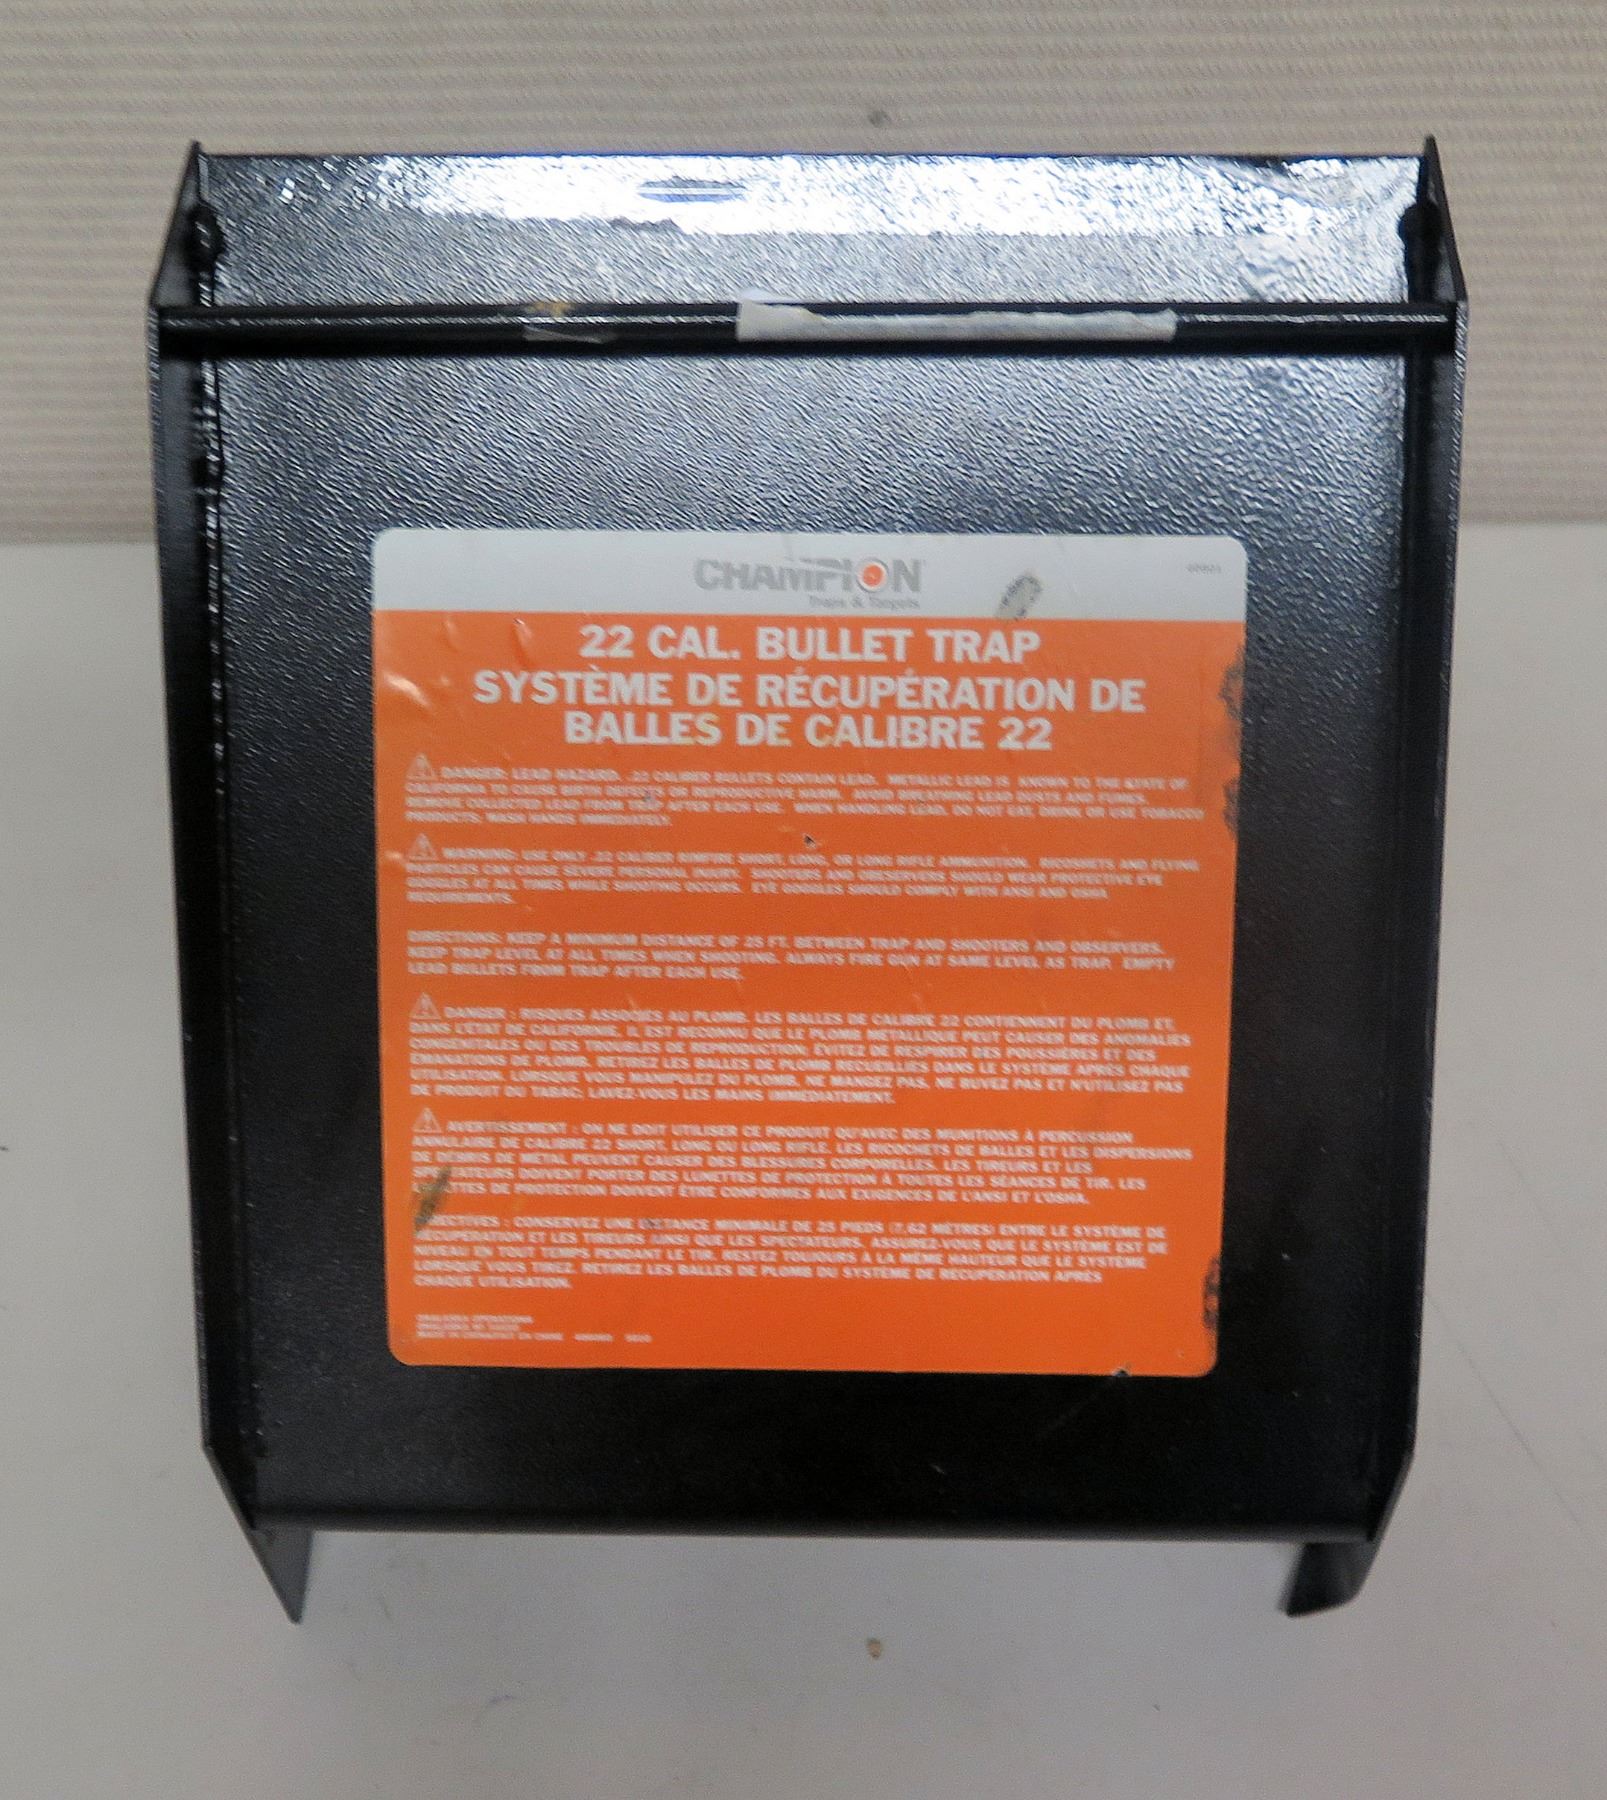 CHAMPION
Traps & Targets
22 CAL. BULLET TRAP
SYSTÈME DE RÉCUPÉRATION DE
BALLES DE CALIBRE 22
DANGER: LEAD HAZARD. .22 CALIBER BULLETS CONTAIN LEAD. METALLIC LEAD IS KNOWN TO THE STATE OF
CALIFORNIA TO CAUSE BIRTH DEFECTS OR REPRODUCTIVE HARM. AVOID BREATHING LEAD DUSTS AND FUMES.
REMOVE COLLECTED LEAD FROM TRAP AFTER EACH USE. WHEN HANDLING LEAD, DO NOT EAT, DRINK OR USE TOBACCO
PRODUCTS. WASH HANDS IMMEDIATELY.
WARNING: USE ONLY .22 CALIBER RIMFIRE SHORT, LONG, OR LONG RIFLE AMMUNITION. RICOSHETS AND FLYING
PARTICLES CAN CAUSE SEVERE PERSONAL INJURY. SHOOTERS AND OBSERVERS SHOULD WEAR PROTECTIVE EYE
GOGGLES AT ALL TIMES WHILE SHOOTING OCCURS. EYE GOGGLES SHOULD COMPLY WITH ANSI AND OSHA
REQUIREMENTS.
DIRECTIONS: KEEP A MINIMUM DISTANCE OF 25 FT. BETWEEN TRAP AND SHOOTERS AND OBSERVERS.
KEEP TRAP LEVEL AT ALL TIMES WHEN SHOOTING. ALWAYS FIRE GUN AT SAME LEVEL AS TRAP. EMPTY
LEAD BULLETS FROM TRAP AFTER EACH USE.
DANGER : RISQUES ASSOCIÉS AU PLOMB. LES BALLES DE CALIBRE 22 CONTIENNENT DU PLOMB ET,
DANS L'ÉTAT DE CALIFORNIE, IL EST RECONNU QUE LE PLOMB MÉTALLIQUE PEUT CAUSER DES ANOMALIES
CONGÉNITALES OU DES TROUBLES DE REPRODUCTION; ÉVITEZ DE RESPIRER DES POUSSIÈRES ET DES
ÉMANATIONS DE PLOMB. RETIREZ LES BALLES DE PLOMB RECUEILLIES DANS LE SYSTÈME APRÈS CHAQUE
UTILISATION. LORSQUE VOUS MANIPULEZ DU PLOMB, NE MANGEZ PAS, NE BUVEZ PAS ET N'UTILISEZ PAS
DE PRODUIT DU TABAC; LAVEZ-VOUS LES MAINS IMMÉDIATEMENT.
AVERTISSEMENT : ON NE DOIT UTILISER CE PRODUIT QU'AVEC DES MUNITIONS À PERCUSSION
ANNULAIRE DE CALIBRE 22 SHORT, LONG OU LONG RIFLE. LES RICOCHETS DE BALLES ET LES DISPERSIONS
DE DÉBRIS DE MÉTAL PEUVENT CAUSER DES BLESSURES CORPORELLES. LES TIREURS ET LES
SPECTATEURS DOIVENT PORTER DES LUNETTES DE PROTECTION À TOUTES LES SÉANCES DE TIR. LES
LUNETTES DE PROTECTION DOIVENT ÊTRE CONFORMES AUX EXIGENCES DE L'ANSI ET L'OSHA.
DIRECTIVES : CONSERVEZ UNE DISTANCE MINIMALE DE 25 PIEDS (7,62 MÈTRES) ENTRE LE SYSTÈME DE
RÉCUPÉRATION ET LES TIREURS AINSI QUE LES SPECTATEURS. ASSUREZ-VOUS QUE LE SYSTÈME EST DE
NIVEAU EN TOUT TEMPS PENDANT LE TIR. RESTEZ TOUJOURS À LA MÊME HAUTEUR QUE LE SYSTÈME
LORSQUE VOUS TIREZ. RETIREZ LES BALLES DE PLOMB DU SYSTÈME DE RÉCUPÉRATION APRÈS
CHAQUE UTILISATION.
ONALASKA OPERATIONS
MADE IN CHINA/FAIT EN CHINE